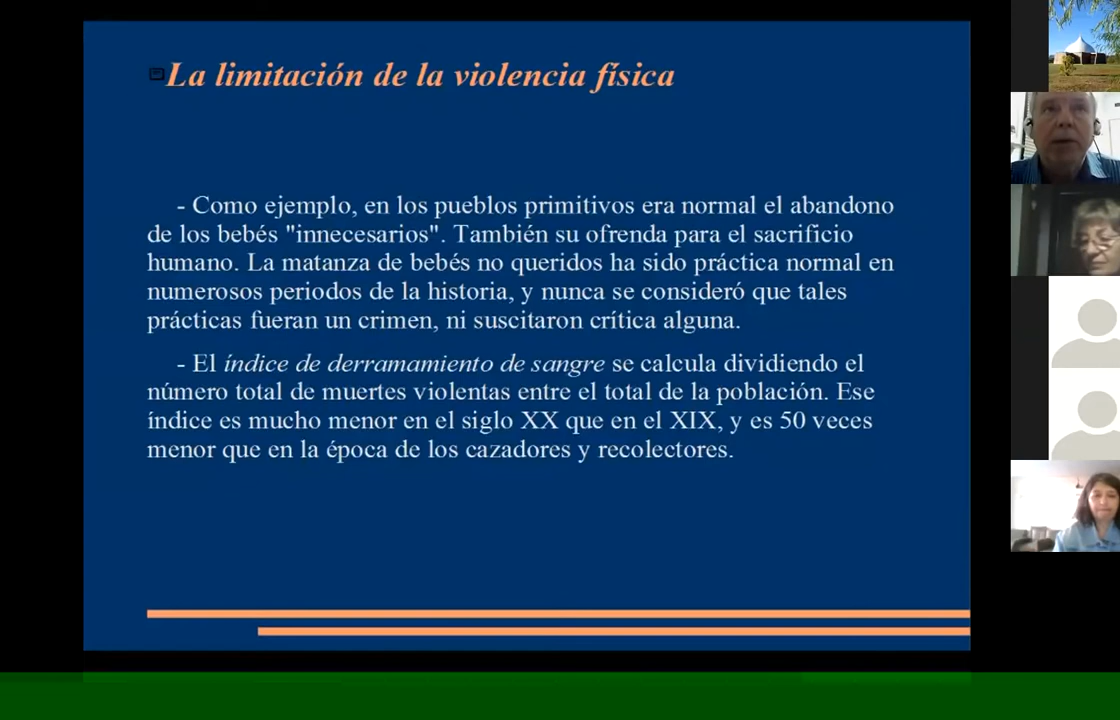 La limitación de la violencia física
- Como ejemplo, en los pueblos primitivos era normal el abandono
de los bebés "innecesarios". También su ofrenda para el sacrificio
humano. La matanza de bebés no queridos ha sido práctica normal en
numerosos periodos de la historia, y nunca se consideró que tales
prácticas fueran un crimen, ni suscitaron crítica alguna.
- El índice de derramamiento de sangre se calcula dividiendo el
número total de muertes violentas entre el total de la población. Ese
índice es mucho menor en el siglo XX que en el XIX, y es 50 veces
menor que en la época de los cazadores y recolectores.